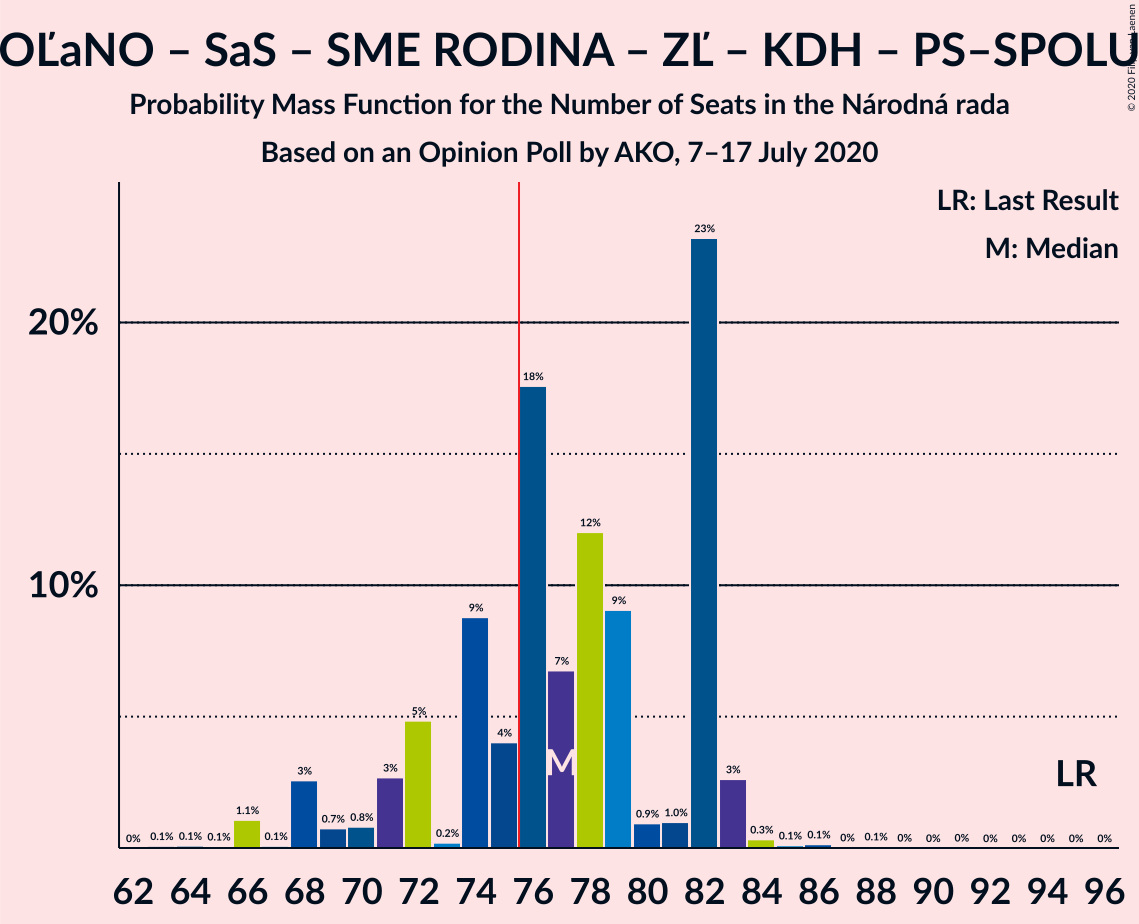 OĽaNO – SaS – SME RODINA – ZĽ – KDH – PS–SPOLU
Probability Mass Function for the Number of Seats in the Národná rada
Based on an Opinion Poll by AKO, 7–17 July 2020
© 2020 Filip van Laenen
LR: Last Result
M: Median
20%
10%
0% 0.1% 0.1% 0.1% 1.1% 0.1% 3% 0.7% 0.8% 3% 5% 0.2% 9% 4% 18% 7% 12% 9% 0.9% 1.0% 23% 3% 0.3% 0.1% 0.1% 0% 0.1% 0% 0% 0% 0% 0% 0% 0% 0%
M
LR
62 64 66 68 70 72 74 76 78 80 82 84 86 88 90 92 94 96